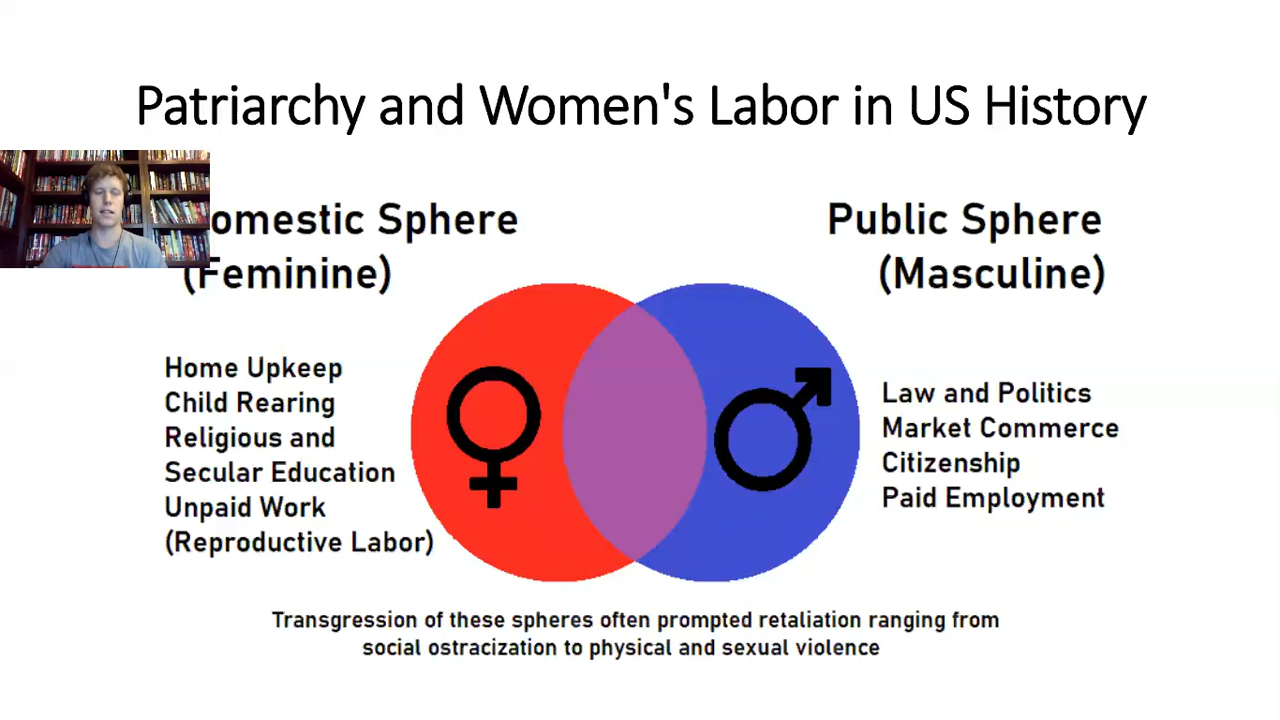 Patriarchy and Women's Labor in US History
omestic Sphere
(Feminine)
Public Sphere
(Masculine)
Home Upkeep
Child Rearing
Religious and
Secular Education
Unpaid Work
(Reproductive Labor)
Law and Politics
Market Commerce
Citizenship
Paid Employment
Transgression of these spheres often prompted retaliation ranging from
social ostracization to physical and sexual violence